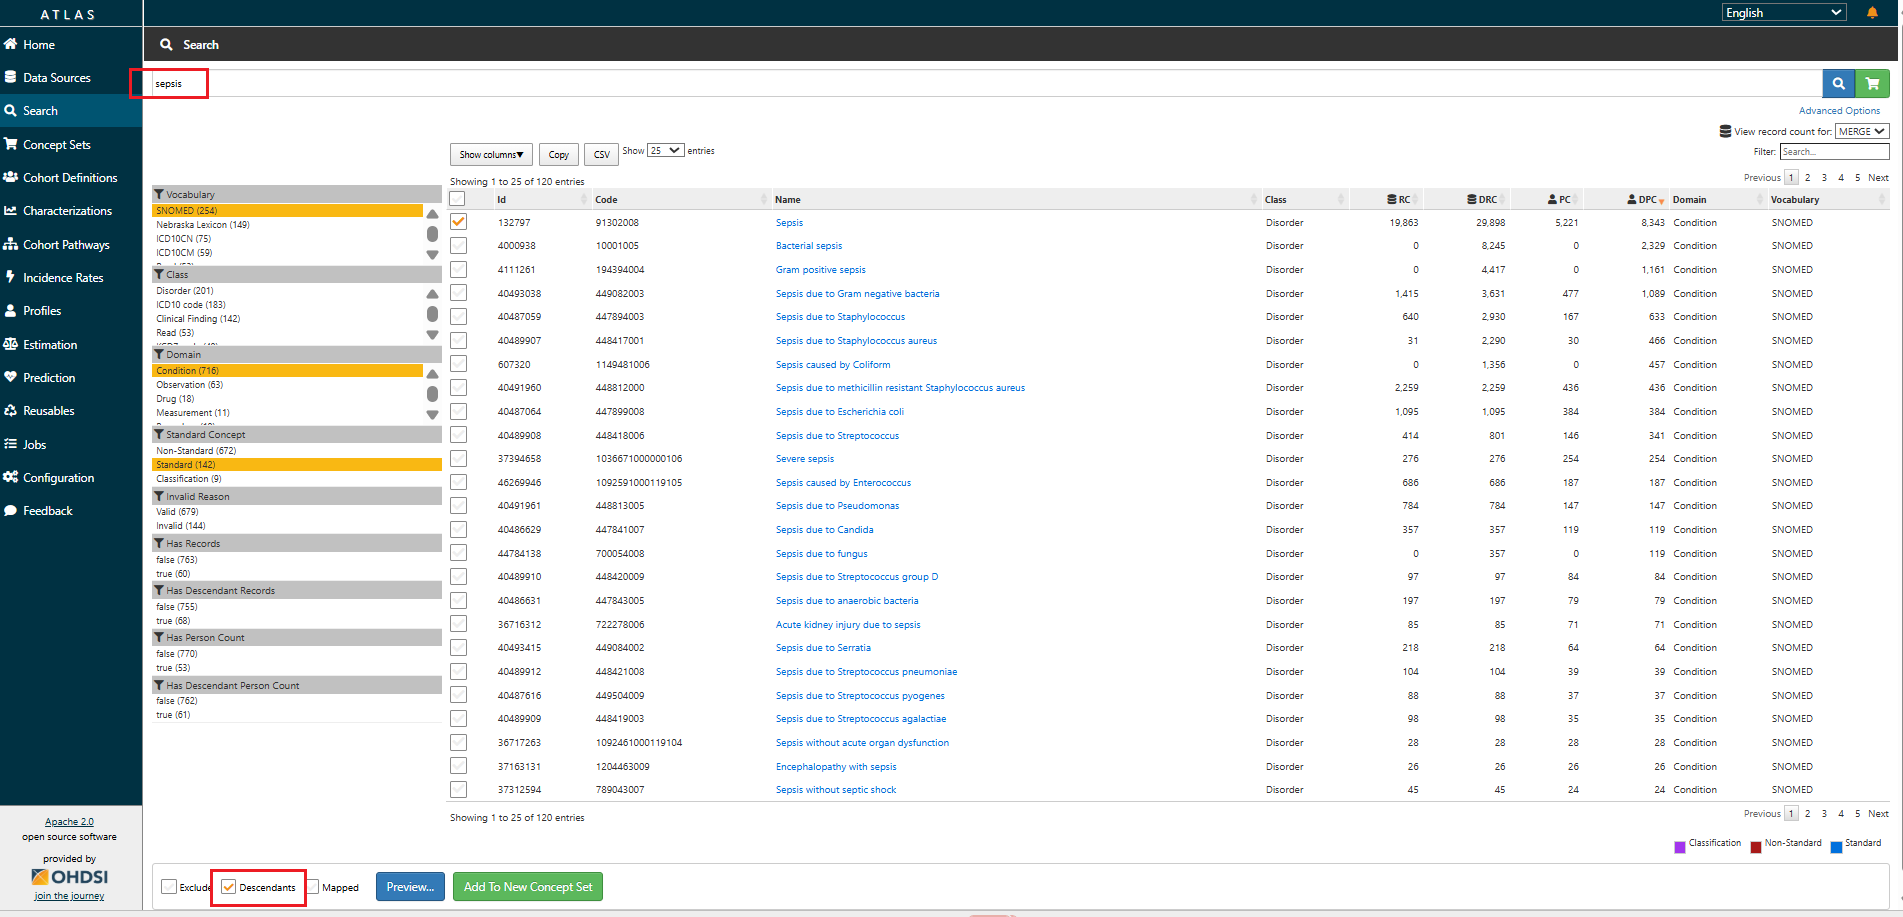 ATLAS
English
Home
Data Sources
Search
Concept Sets
Cohort Definitions
Characterizations
Cohort Pathways
Incidence Rates
Profiles
Estimation
Prediction
Reusables
Jobs
Configuration
Feedback
Apache 2.0
open source software
provided by
OHDSI
join the journey
Search
sepsis
Advanced Options
View record count for: MERGE
Show columns▼ Copy CSV Show 25 entries
Filter: Search...
Showing 1 to 25 of 120 entries
Previous 1 2 3 4 5 Next
Vocabulary
SNOMED (254)
Nebraska Lexicon (149)
ICD10CN (75)
ICD10CM (59)
Class
Disorder (201)
ICD10 code (183)
Clinical Finding (142)
Read (53)
Domain
Condition (716)
Observation (63)
Drug (18)
Measurement (11)
Standard Concept
Non-Standard (672)
Standard (142)
Classification (9)
Invalid Reason
Valid (679)
Invalid (144)
Has Records
false (763)
true (60)
Has Descendant Records
false (755)
true (68)
Has Person Count
false (770)
true (53)
Has Descendant Person Count
false (762)
true (61)
Id Code Name Class RC DRC PC DPC Domain Vocabulary
132797 91302008 Sepsis Disorder 19,863 29,898 5,221 8,343 Condition SNOMED
4000938 10001005 Bacterial sepsis Disorder 0 8,245 0 2,329 Condition SNOMED
4111261 194394004 Gram positive sepsis Disorder 0 4,417 0 1,161 Condition SNOMED
40493038 449082003 Sepsis due to Gram negative bacteria Disorder 1,415 3,631 477 1,089 Condition SNOMED
40487059 447894003 Sepsis due to Staphylococcus Disorder 640 2,930 167 633 Condition SNOMED
40489907 448417001 Sepsis due to Staphylococcus aureus Disorder 31 2,290 30 466 Condition SNOMED
607320 1149481006 Sepsis caused by Coliform Disorder 0 1,356 0 457 Condition SNOMED
40491960 448812000 Sepsis due to methicillin resistant Staphylococcus aureus Disorder 2,259 2,259 436 436 Condition SNOMED
40487064 447899008 Sepsis due to Escherichia coli Disorder 1,095 1,095 384 384 Condition SNOMED
40489908 448418006 Sepsis due to Streptococcus Disorder 414 801 146 341 Condition SNOMED
37394658 1036671000000106 Severe sepsis Disorder 276 276 254 254 Condition SNOMED
46269946 1092591000119105 Sepsis caused by Enterococcus Disorder 686 686 187 187 Condition SNOMED
40491961 448813005 Sepsis due to Pseudomonas Disorder 784 784 147 147 Condition SNOMED
40486629 447841007 Sepsis due to Candida Disorder 357 357 119 119 Condition SNOMED
44784138 700054008 Sepsis due to fungus Disorder 0 357 0 119 Condition SNOMED
40489910 448420009 Sepsis due to Streptococcus group D Disorder 97 97 84 84 Condition SNOMED
40486631 447843005 Sepsis due to anaerobic bacteria Disorder 197 197 79 79 Condition SNOMED
36716312 722278006 Acute kidney injury due to sepsis Disorder 85 85 71 71 Condition SNOMED
40493415 449084002 Sepsis due to Serratia Disorder 218 218 64 64 Condition SNOMED
40489912 448421008 Sepsis due to Streptococcus pneumoniae Disorder 104 104 39 39 Condition SNOMED
40487616 449504009 Sepsis due to Streptococcus pyogenes Disorder 88 88 37 37 Condition SNOMED
40489909 448419003 Sepsis due to Streptococcus agalactiae Disorder 98 98 35 35 Condition SNOMED
36717263 1092461000119104 Sepsis without acute organ dysfunction Disorder 28 28 28 28 Condition SNOMED
37163131 1204463009 Encephalopathy with sepsis Disorder 26 26 26 26 Condition SNOMED
37312594 789043007 Sepsis without septic shock Disorder 45 45 24 24 Condition SNOMED
Showing 1 to 25 of 120 entries
Previous 1 2 3 4 5 Next
Classification Non-Standard Standard
Exclude Descendants Mapped Preview... Add To New Concept Set